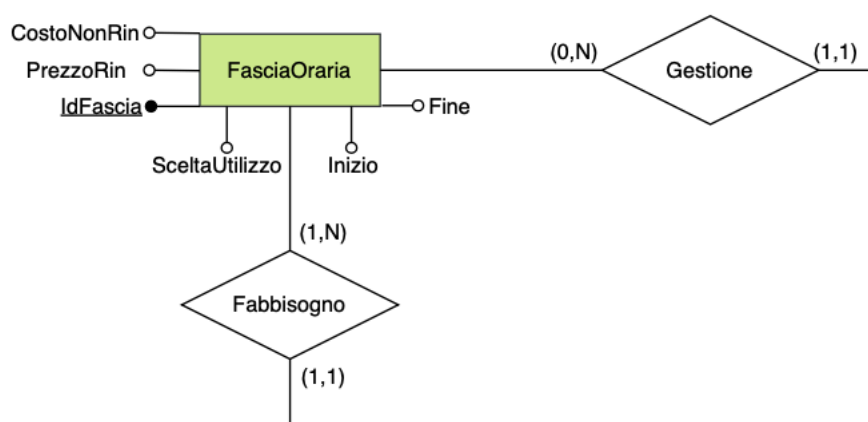 CostoNonRin
PrezzoRin
IdFascia
FasciaOraria
Fine
SceltaUtilizzo
Inizio
(0,N)
Gestione
(1,1)
(1,N)
Fabbisogno
(1,1)